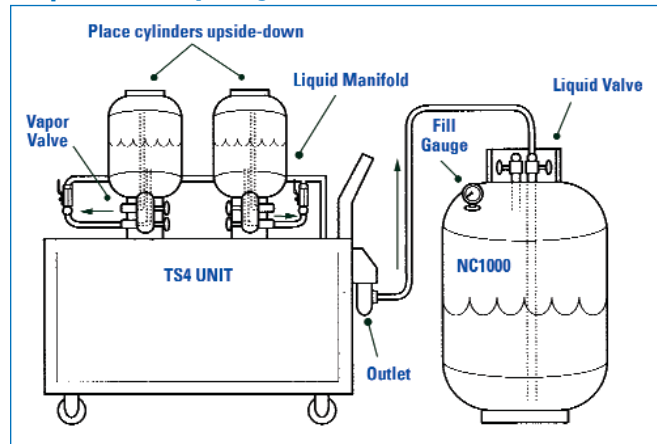 Place cylinders upside-down
Liquid Manifold
Liquid Valve
Vapor
Valve
Fill
Gauge
TS4 UNIT
NC1000
Outlet